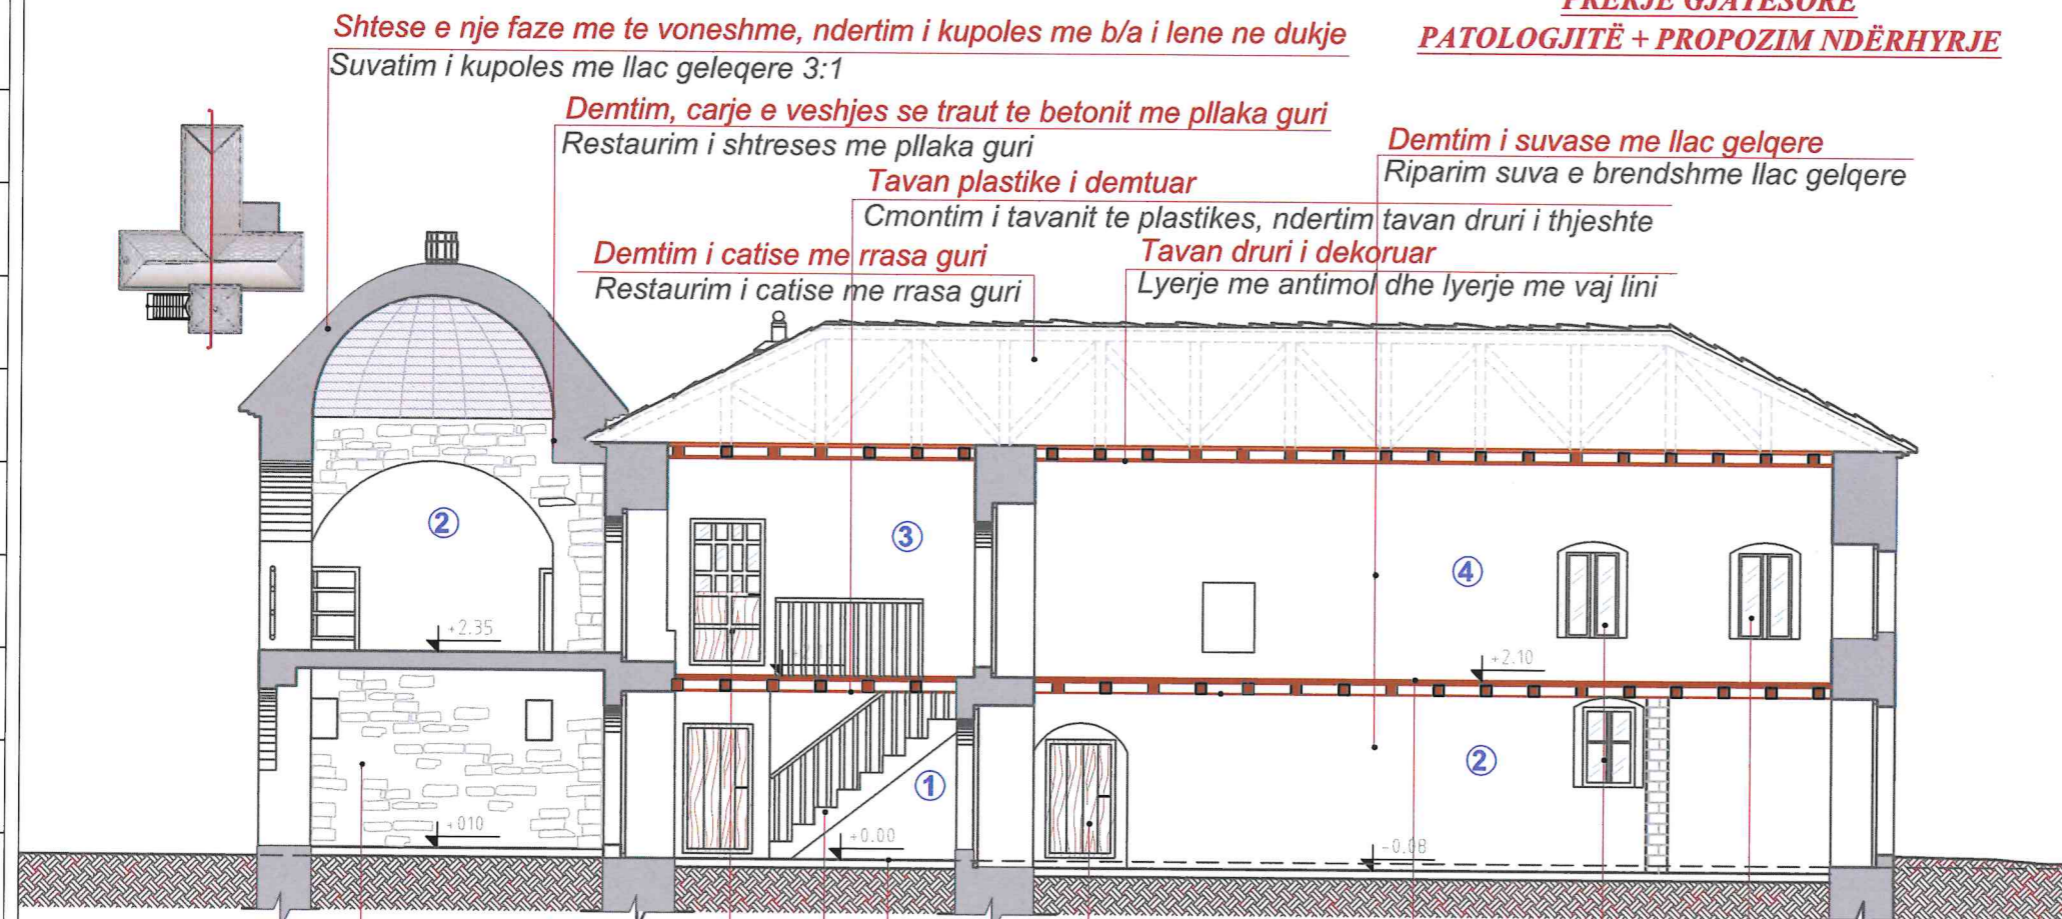 PRERJE GJATËSORE
PATOLOGJITË + PROPOZIM NDËRHYRJE
Shtese e nje faze me te voneshme, ndertim i kupoles me b/a i lene ne dukje
Suvatim i kupoles me llac geleqere 3:1
Demtim, carje e veshjes se traut te betonit me pllaka guri
Restaurim i shtreses me pllaka guri
Demtim i suvase me llac gelqere
Riparim suva e brendshme llac gelqere
Tavan plastike i demtuar
Cmontim i tavanit te plastikes, ndertim tavan druri i thjeshte
Demtim i catise me rrasa guri
Restaurim i catise me rrasa guri
Tavan druri i dekoruar
Lyerje me antimol dhe lyerje me vaj lini
2
3
4
+2.35
+2.10
2
1
+010
+0.00
-0.08